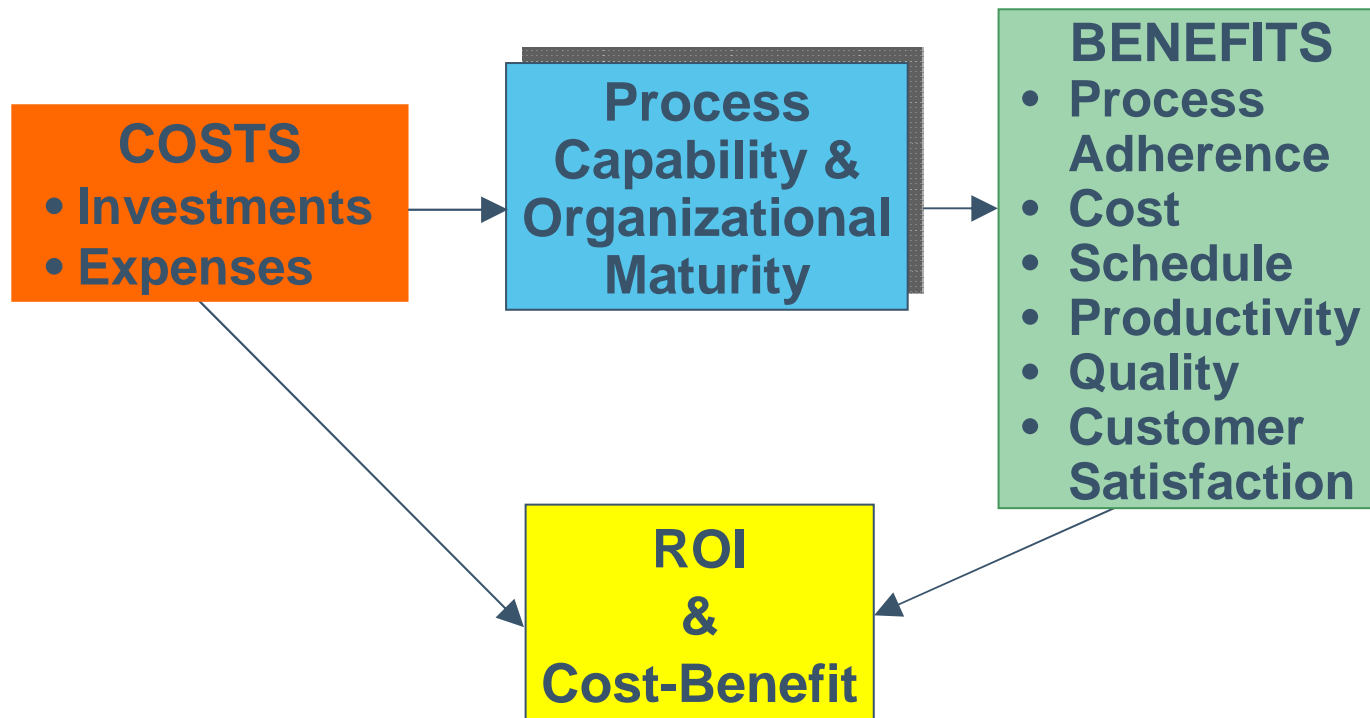 COSTS
• Investments
• Expenses
Process
Capability &
Organizational
Maturity
BENEFITS
• Process
Adherence
• Cost
• Schedule
• Productivity
• Quality
• Customer
Satisfaction
ROI
&
Cost-Benefit